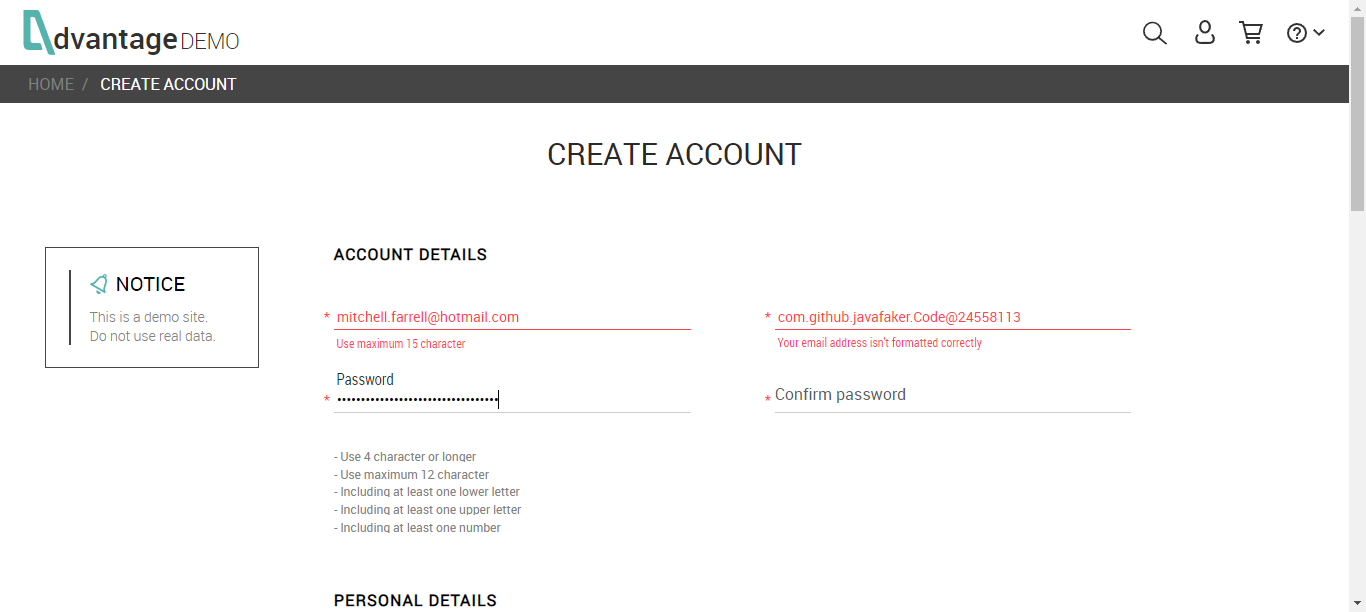 Advantage DEMO
HOME / CREATE ACCOUNT
CREATE ACCOUNT
NOTICE
This is a demo site.
Do not use real data.
ACCOUNT DETAILS
* mitchell.farrell@hotmail.com
Use maximum 15 character
* com.github.javafaker.Code@24558113
Your email address isn't formatted correctly
Password
* ••••••••••••••••••••••••••••••••••
* Confirm password
- Use 4 character or longer
- Use maximum 12 character
- Including at least one lower letter
- Including at least one upper letter
- Including at least one number
PERSONAL DETAILS